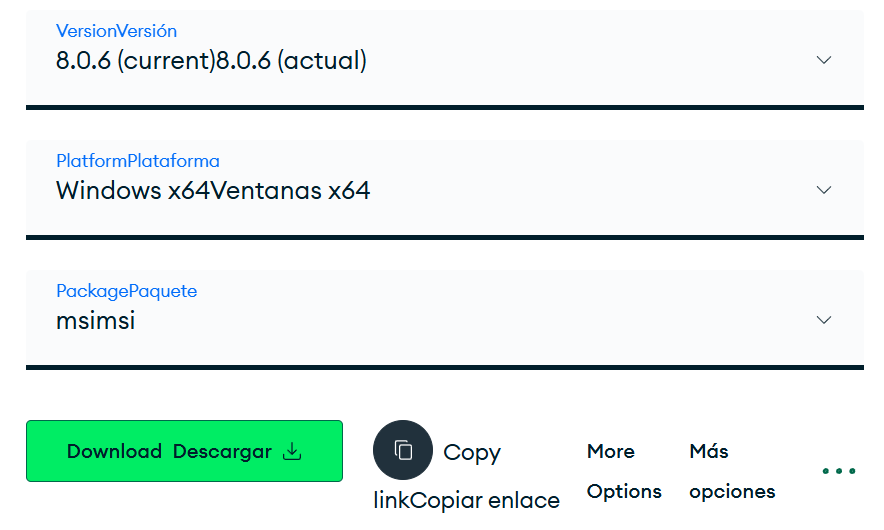 VersionVersión
8.0.6 (current)8.0.6 (actual)
PlatformPlataforma
Windows x64Ventanas x64
PackagePaquete
msimsi
Download Descargar
Copy
linkCopiar enlace
More
Options
Más
opciones